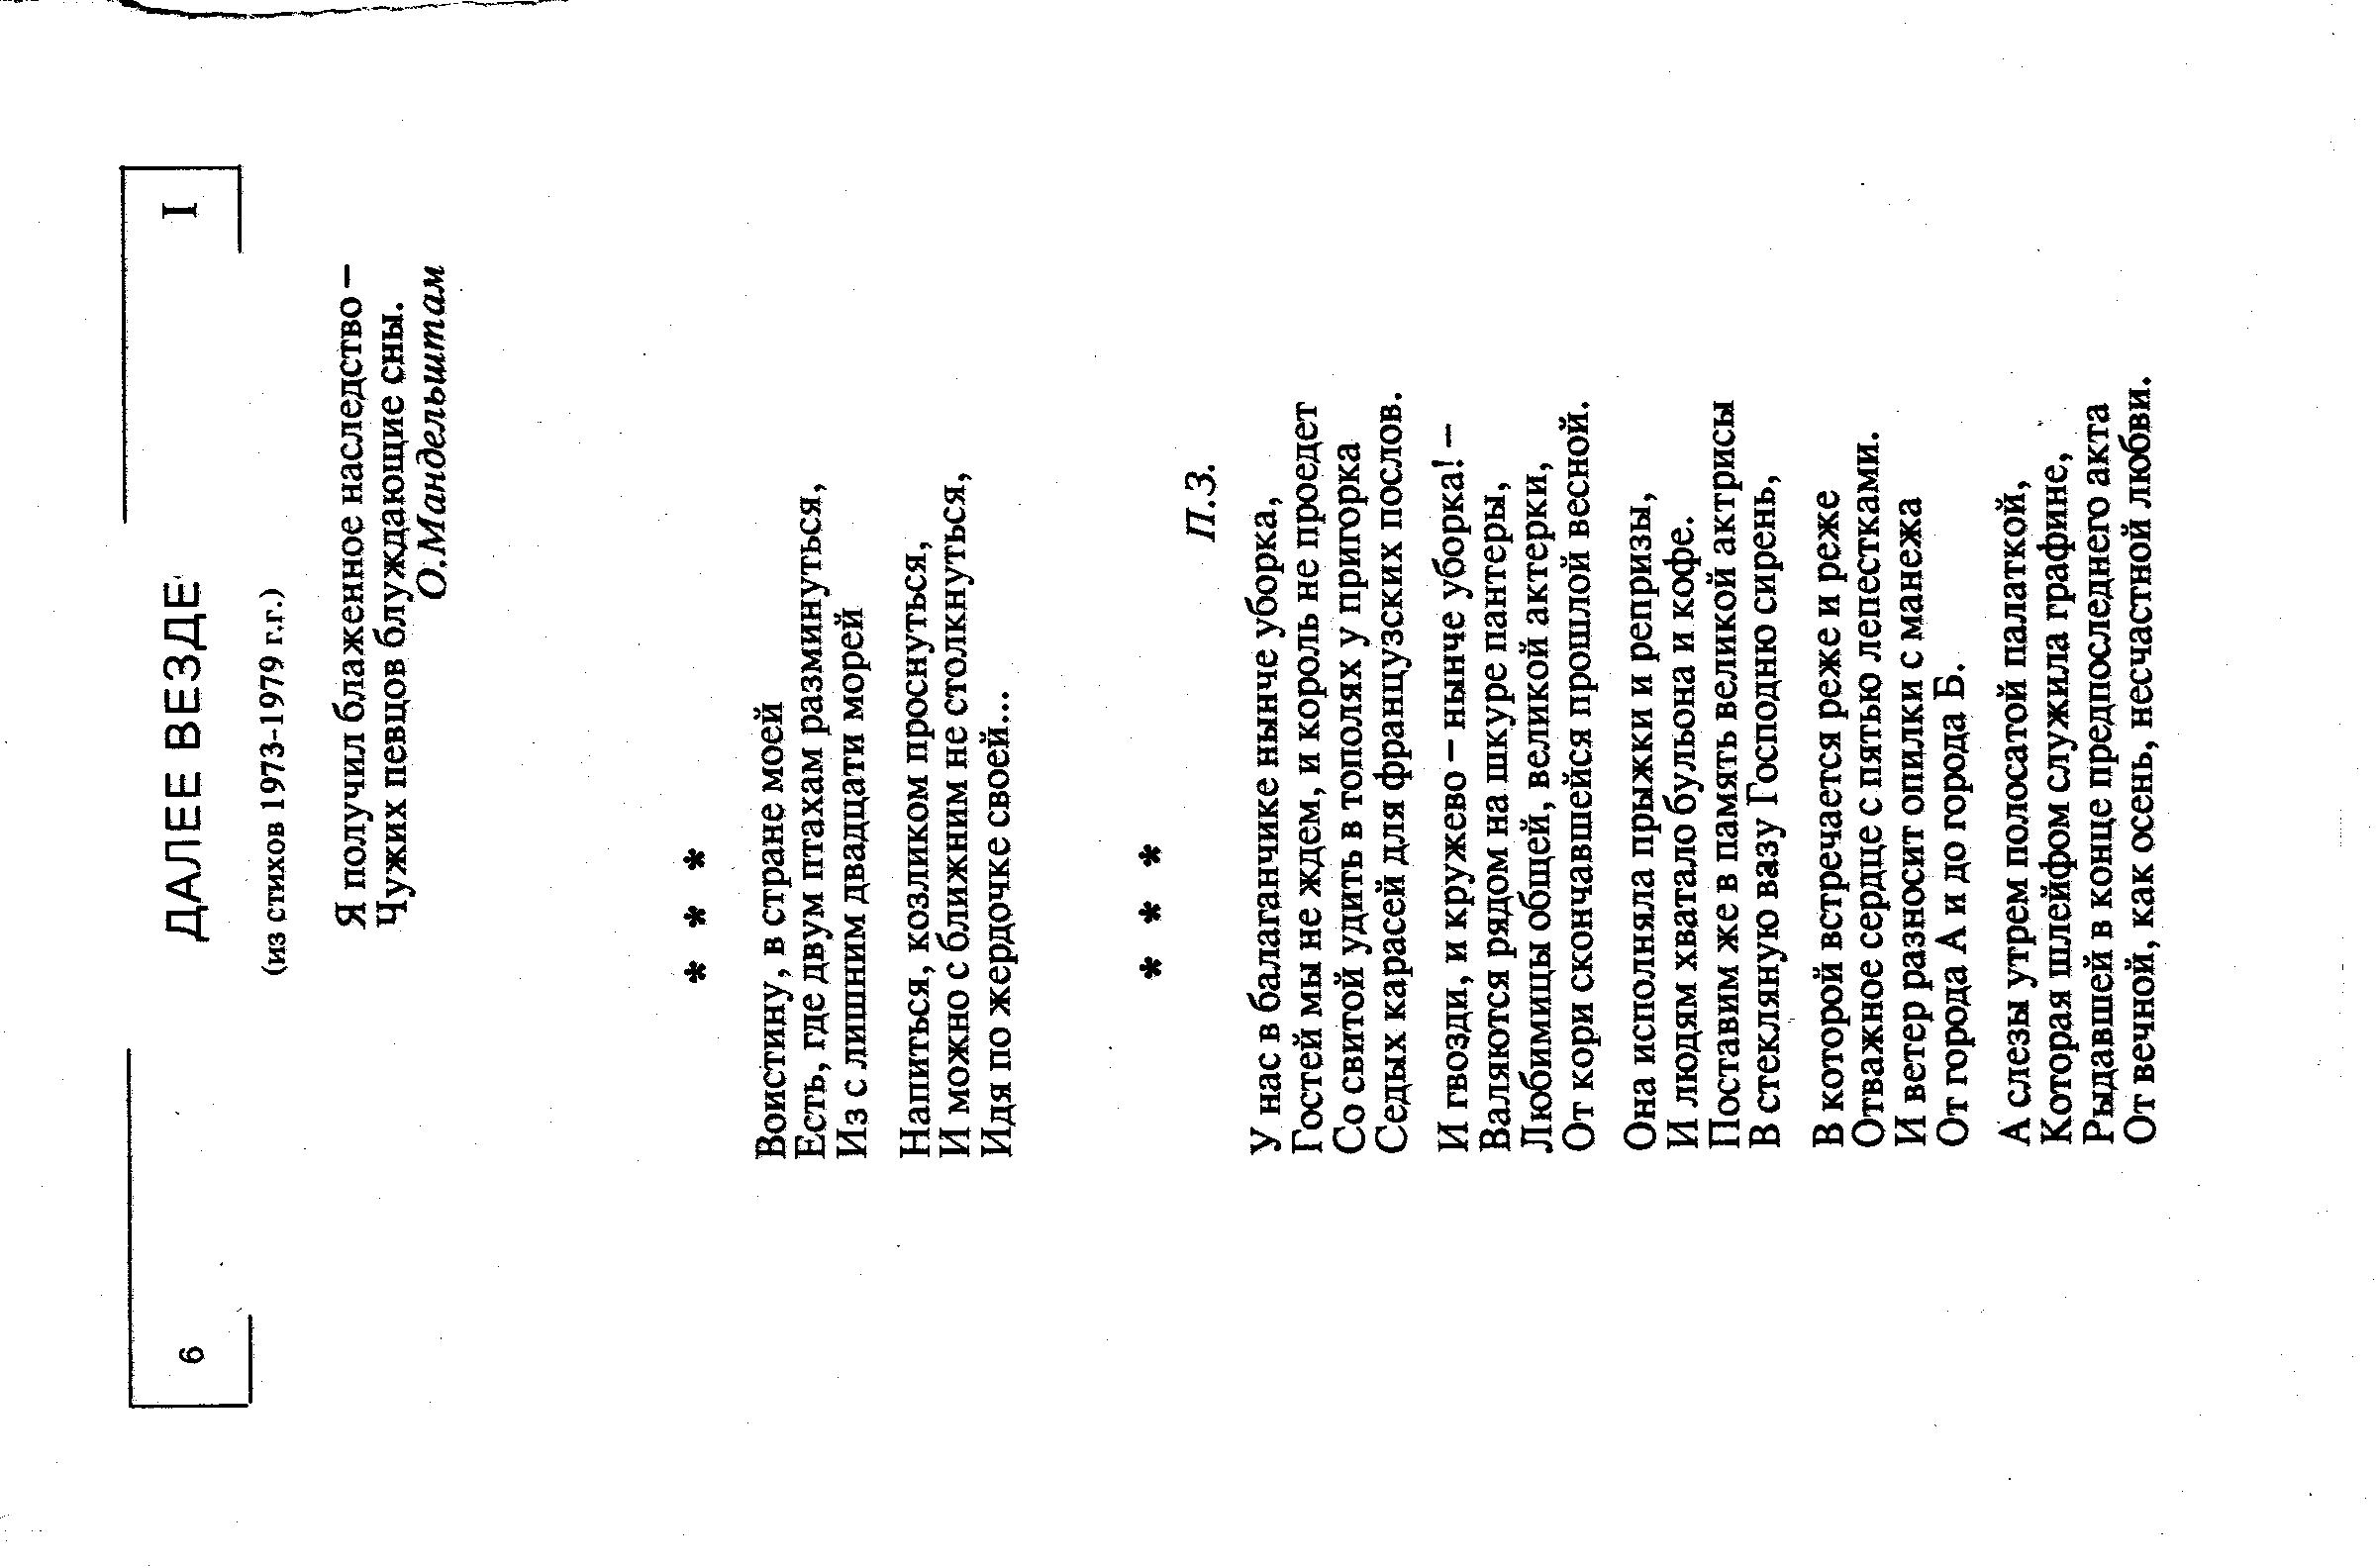 6
ДАЛЕЕ ВЕЗДЕ
I
(из стихов 1973-1979 г.г.)
Я получил блаженное наследство –
Чужих певцов блуждающие сны.
О.Мандельштам
* * *
Воистину, в стране моей
Есть, где двум птахам разминуться,
Из с лишним двадцати морей
Напиться, козликом проснуться,
И можно с ближним не столкнуться,
Идя по жердочке своей...
* * *
П.З.
У нас в балаганчике нынче уборка,
Гостей мы не ждем, и король не проедет
Со свитой удить в тополях у пригорка
Седых карасей для французских послов.
И гвозди, и кружево – нынче уборка! –
Валяются рядом на шкуре пантеры,
Любимицы общей, великой актерки,
От кори скончавшейся прошлой весной.
Она исполняла прыжки и репризы,
И людям хватало бульона и кофе.
Поставим же в память великой актрисы
В стекляную вазу Господню сирень,
В которой встречается реже и реже
Отважное сердце с пятью лепестками.
И ветер разносит опилки с манежа
От города А и до города Б.
А слезы утрем полосатой палаткой,
Которая шлейфом служила графине,
Рыдавшей в конце предпоследнего акта
От вечной, как осень, несчастной любви.